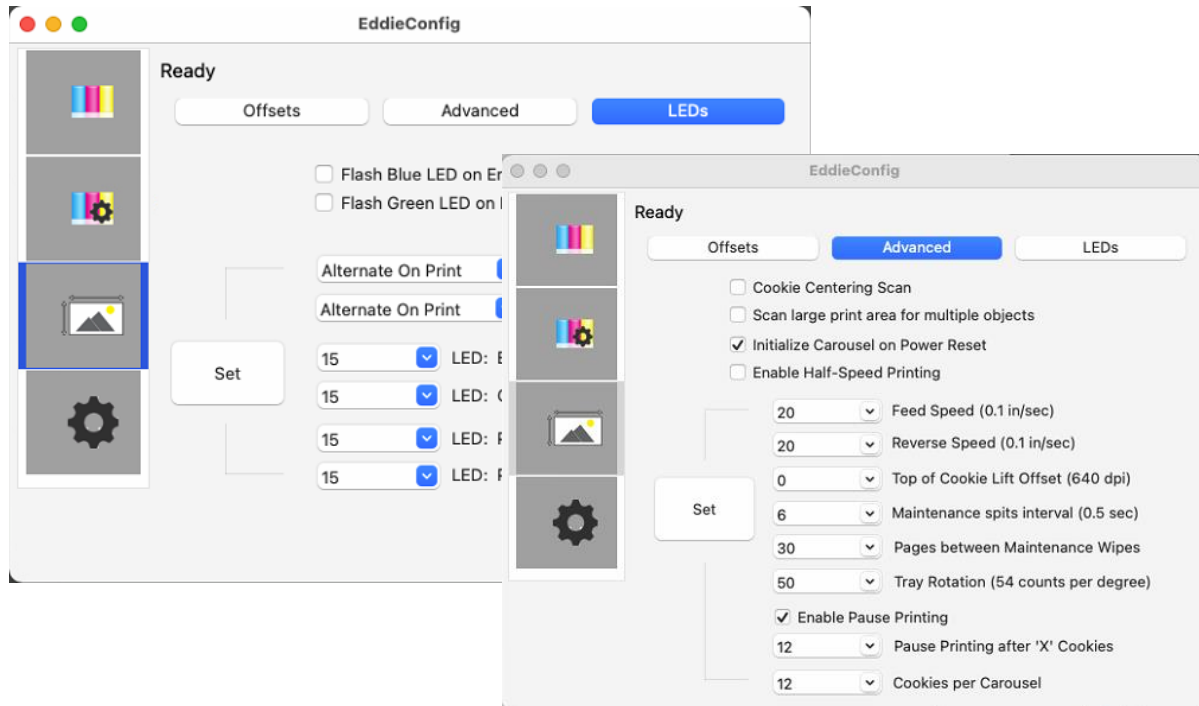 EddieConfig
Ready
Offsets
Advanced
LEDs
Flash Blue LED on
Flash Green LED on
Alternate On Print
Alternate On Print
15
LED:
15
LED:
Set
15
LED:
15
LED:
EddieConfig
Ready
Offsets
Advanced
LEDs
Cookie Centering Scan
Scan large print area for multiple objects
Initialize Carousel on Power Reset
Enable Half-Speed Printing
20 Feed Speed (0.1 in/sec)
20 Reverse Speed (0.1 in/sec)
0 Top of Cookie Lift Offset (640 dpi)
Set
6 Maintenance spits interval (0.5 sec)
30 Pages between Maintenance Wipes
50 Tray Rotation (54 counts per degree)
Enable Pause Printing
12 Pause Printing after 'X' Cookies
12 Cookies per Carousel